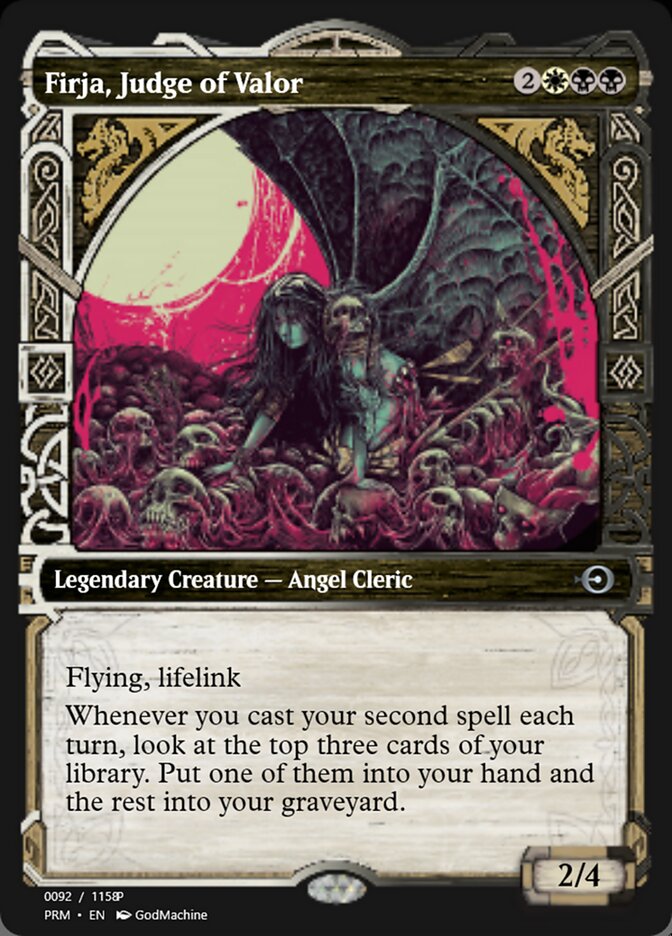 Firja, Judge of Valor 2
Legendary Creature — Angel Cleric
Flying, lifelink
Whenever you cast your second spell each
turn, look at the top three cards of your
library. Put one of them into your hand and
the rest into your graveyard.
2/4
0092 / 1158P
PRM • EN GodMachine